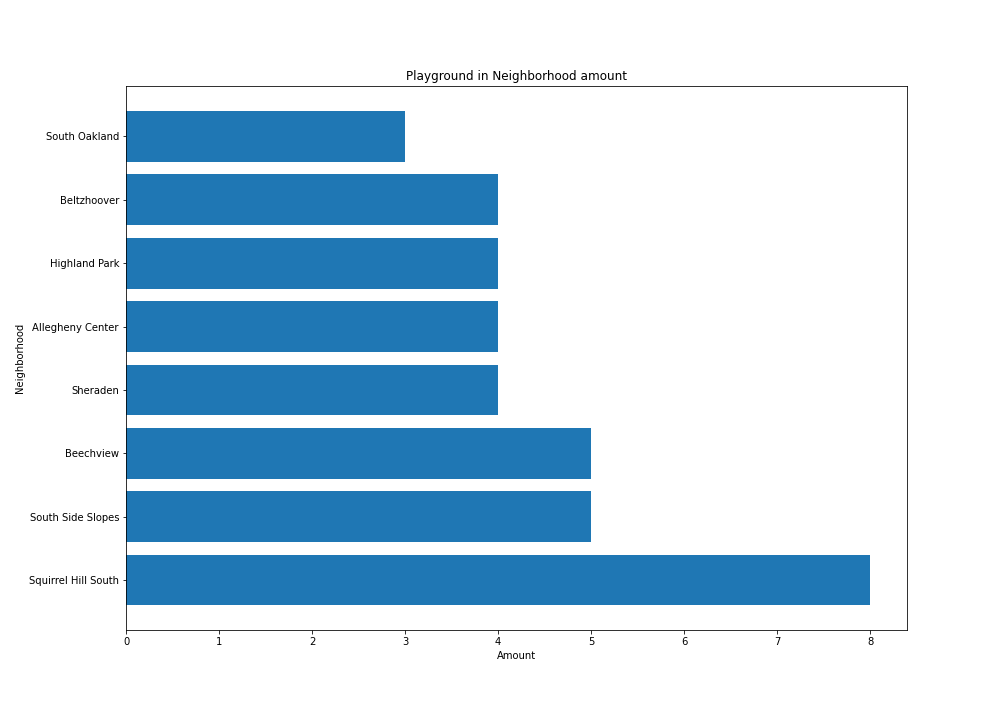 Playground in Neighborhood amount
Neighborhood
South Oakland
Beltzhoover
Highland Park
Allegheny Center
Sheraden
Beechview
South Side Slopes
Squirrel Hill South
0 1 2 3 4 5 6 7 8
Amount